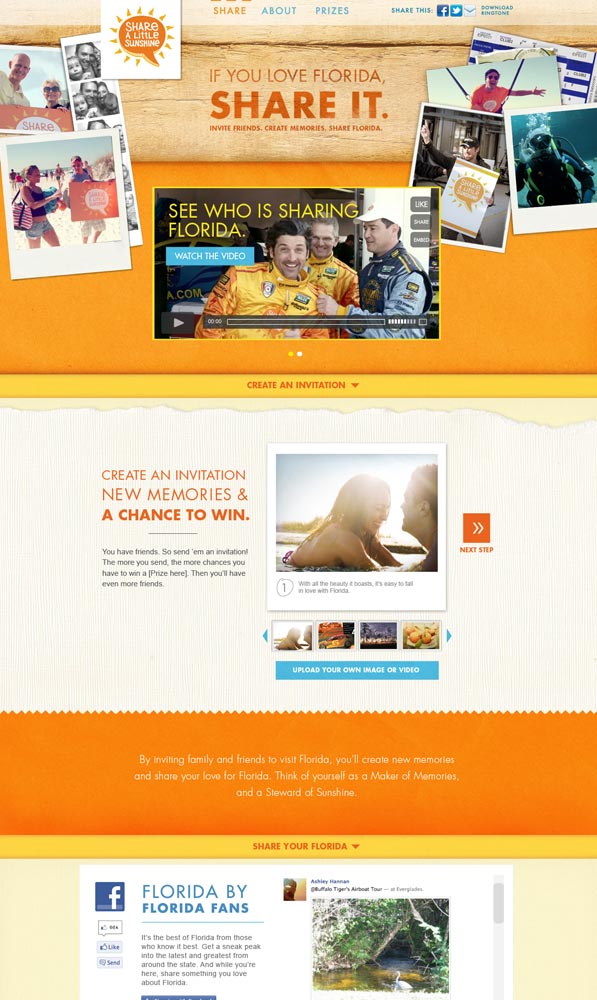 SHARE
A LITTLE
SUNSHINE
SHARE
ABOUT
PRIZES
SHARE THIS:
DOWNLOAD
RINGTONE
IF YOU LOVE FLORIDA,
SHARE IT.
INVITE FRIENDS. CREATE MEMORIES. SHARE FLORIDA.
SHARE
SHARE
A LITTLE
SUNSHINE
SEE WHO IS SHARING
FLORIDA.
WATCH THE VIDEO
LIKE
SHARE
EMBED
.COM
00:00
CREATE AN INVITATION
CREATE AN INVITATION
NEW MEMORIES &
A CHANCE TO WIN.
You have friends. So send 'em an invitation!
The more you send, the more chances you
have to win a [Prize here]. Then you'll have
even more friends.
1
With all the beauty it boasts, it's easy to fall
in love with Florida.
NEXT STEP
UPLOAD YOUR OWN IMAGE OR VIDEO
By inviting family and friends to visit Florida, you'll create new memories
and share your love for Florida. Think of yourself as a Maker of Memories,
and a Steward of Sunshine.
SHARE YOUR FLORIDA
f
FLORIDA BY
FLORIDA FANS
Like
Send
It's the best of Florida from those
who know it best. Get a sneak peak
into the latest and greatest from
around the state. And while you're
here, share something you love
about Florida.
Ashley Hannan
@Buffalo Tiger's Airboat Tour — at Everglades.